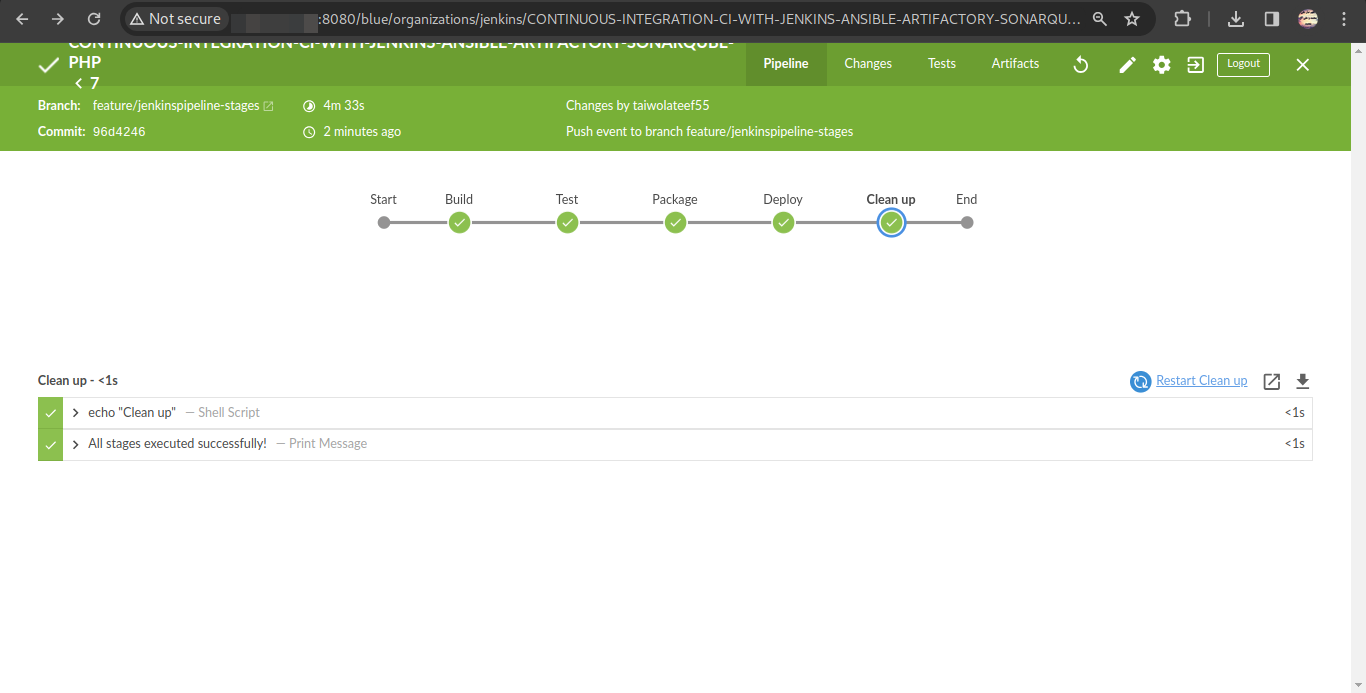 Not secure :8080/blue/organizations/jenkins/CONTINUOUS-INTEGRATION-CI-WITH-JENKINS-ANSIBLE-ARTIFACTORY-SONARQU...
CONTINUOUS-INTEGRATION-CI-WITH-JENKINS-ANSIBLE-ARTIFACTORY-SONARQUBE-
PHP
< 7
Pipeline Changes Tests Artifacts Logout
Branch: feature/jenkinspipeline-stages 4m 33s Changes by taiwolateef55
Commit: 96d4246 2 minutes ago Push event to branch feature/jenkinspipeline-stages
Start Build Test Package Deploy Clean up End
Clean up - <1s Restart Clean up
echo "Clean up" — Shell Script <1s
All stages executed successfully! — Print Message <1s